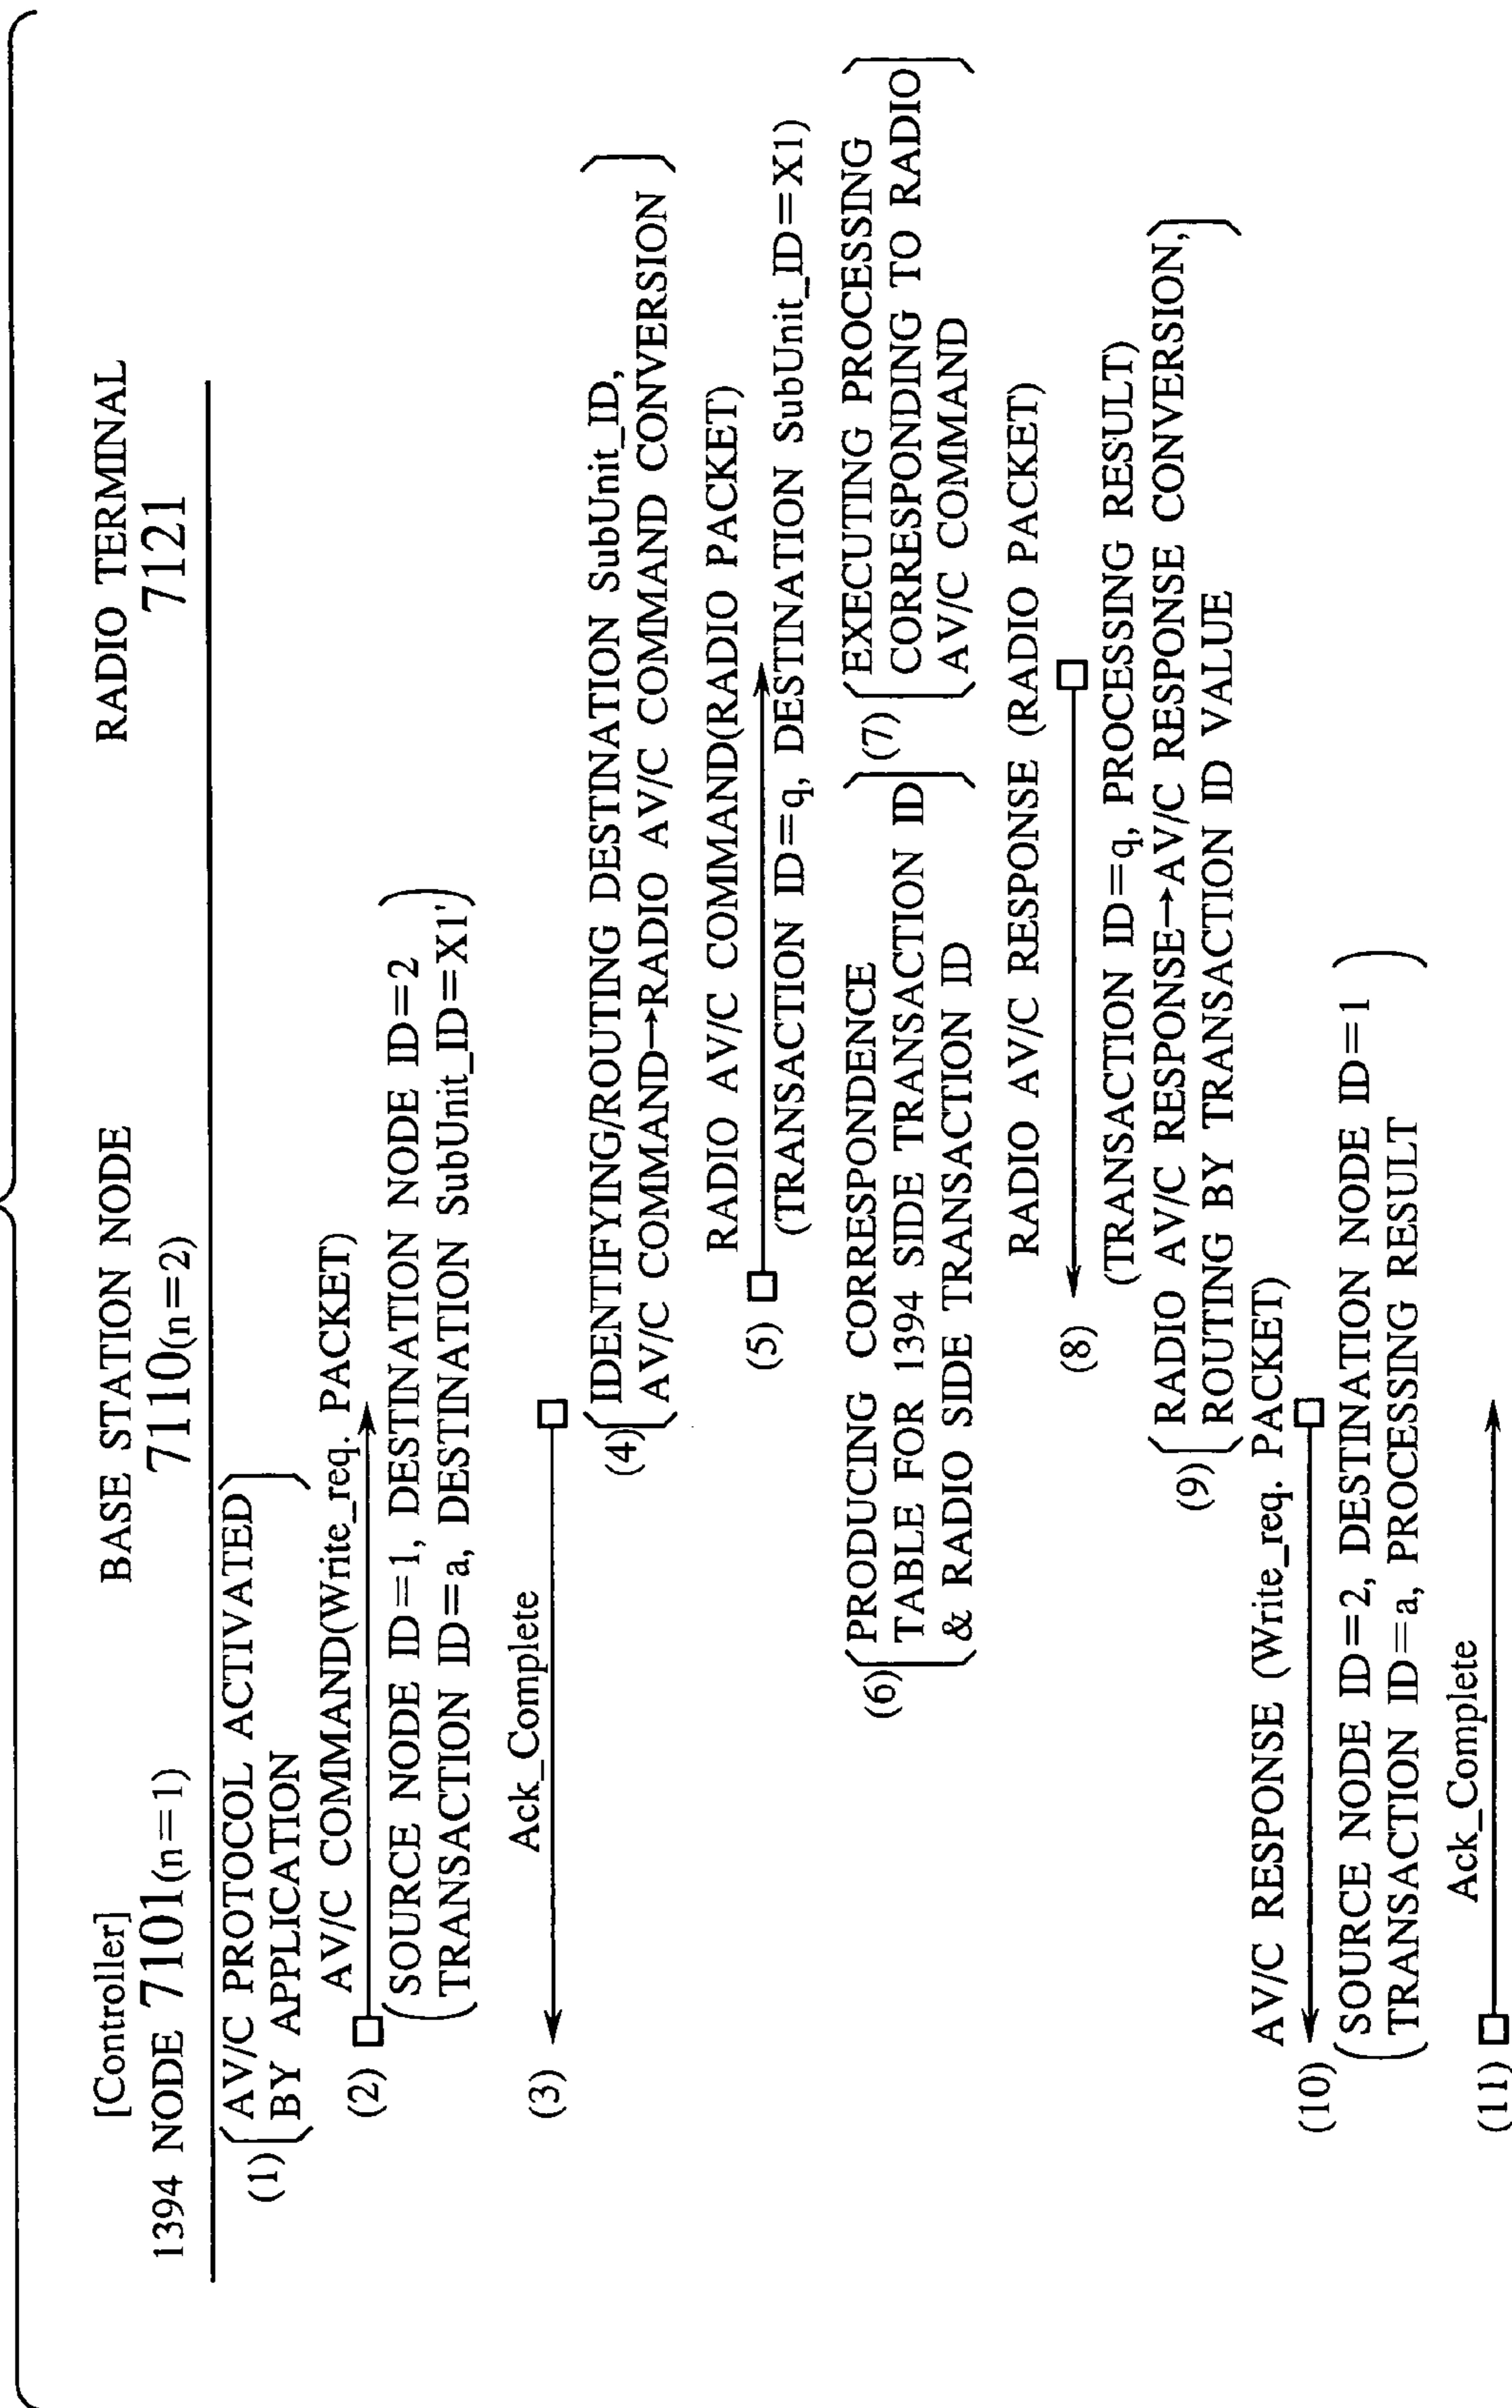 [Controller]
1394 NODE 7101(n=1)
BASE STATION NODE
7110(n=2)
RADIO TERMINAL
7121
(1) AV/C PROTOCOL ACTIVATED
BY APPLICATION
AV/C COMMAND(Write_req. PACKET)
(2)
(SOURCE NODE ID=1, DESTINATION NODE ID=2
TRANSACTION ID=a, DESTINATION SubUnit_ID=X1')
Ack_Complete
(3)
(4) (IDENTIFYING/ROUTING DESTINATION SubUnit_ID,
AV/C COMMAND→RADIO AV/C COMMAND CONVERSION)
RADIO AV/C COMMAND(RADIO PACKET)
(5)
(TRANSACTION ID=q, DESTINATION SubUnit_ID=X1)
(6) (PRODUCING CORRESPONDENCE
TABLE FOR 1394 SIDE TRANSACTION ID
& RADIO SIDE TRANSACTION ID)
(7) (EXECUTING PROCESSING
CORRESPONDING TO RADIO
AV/C COMMAND)
RADIO AV/C RESPONSE (RADIO PACKET)
(8)
(TRANSACTION ID=q, PROCESSING RESULT)
(9) (RADIO AV/C RESPONSE→AV/C RESPONSE CONVERSION,
ROUTING BY TRANSACTION ID VALUE)
AV/C RESPONSE (Write_req. PACKET)
(10)
(SOURCE NODE ID=2, DESTINATION NODE ID=1
TRANSACTION ID=a, PROCESSING RESULT)
Ack_Complete
(11)